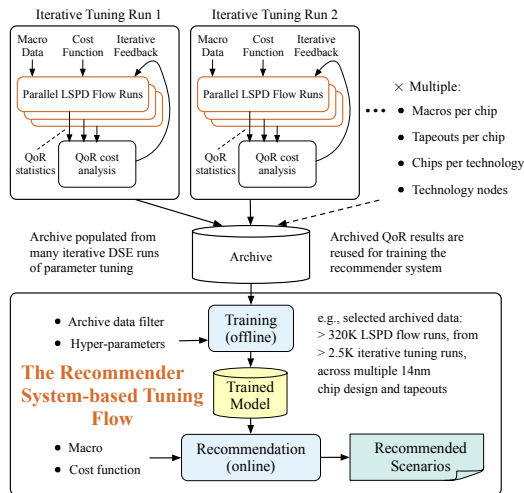 Iterative Tuning Run 1
Macro Data
Cost Function
Iterative Feedback
Parallel LSPD Flow Runs
QoR statistics
QoR cost analysis
Iterative Tuning Run 2
Macro Data
Cost Function
Iterative Feedback
Parallel LSPD Flow Runs
QoR statistics
QoR cost analysis
× Multiple:
• Macros per chip
• Tapeouts per chip
• Chips per technology
• Technology nodes
Archive populated from
many iterative DSE runs
of parameter tuning
Archive
Archived QoR results are
reused for training the
recommender system
• Archive data filter
• Hyper-parameters
Training
(offline)
e.g., selected archived data:
> 320K LSPD flow runs, from
> 2.5K iterative tuning runs,
across multiple 14nm
chip design and tapeouts
The Recommender
System-based Tuning
Flow
Trained
Model
• Macro
• Cost function
Recommendation
(online)
Recommended
Scenarios